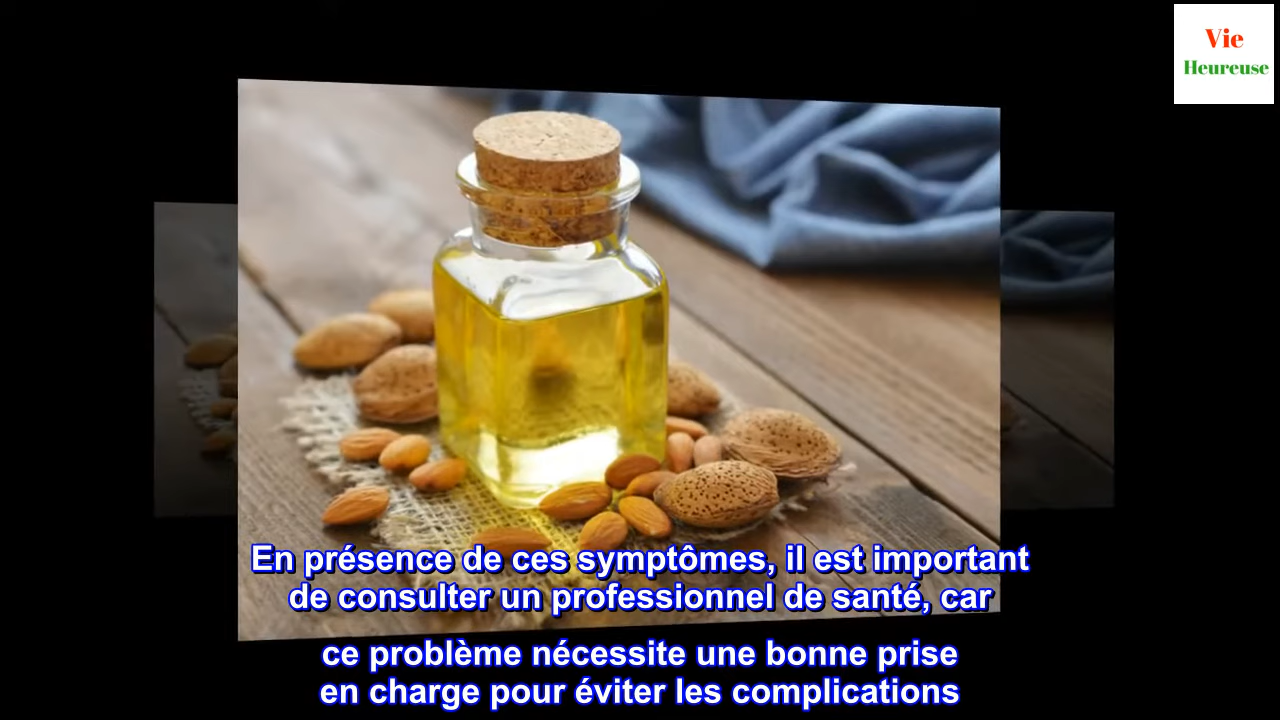 Vie
Heureuse
En présence de ces symptômes, il est important
de consulter un professionnel de santé, car
ce problème nécessite une bonne prise
en charge pour éviter les complications